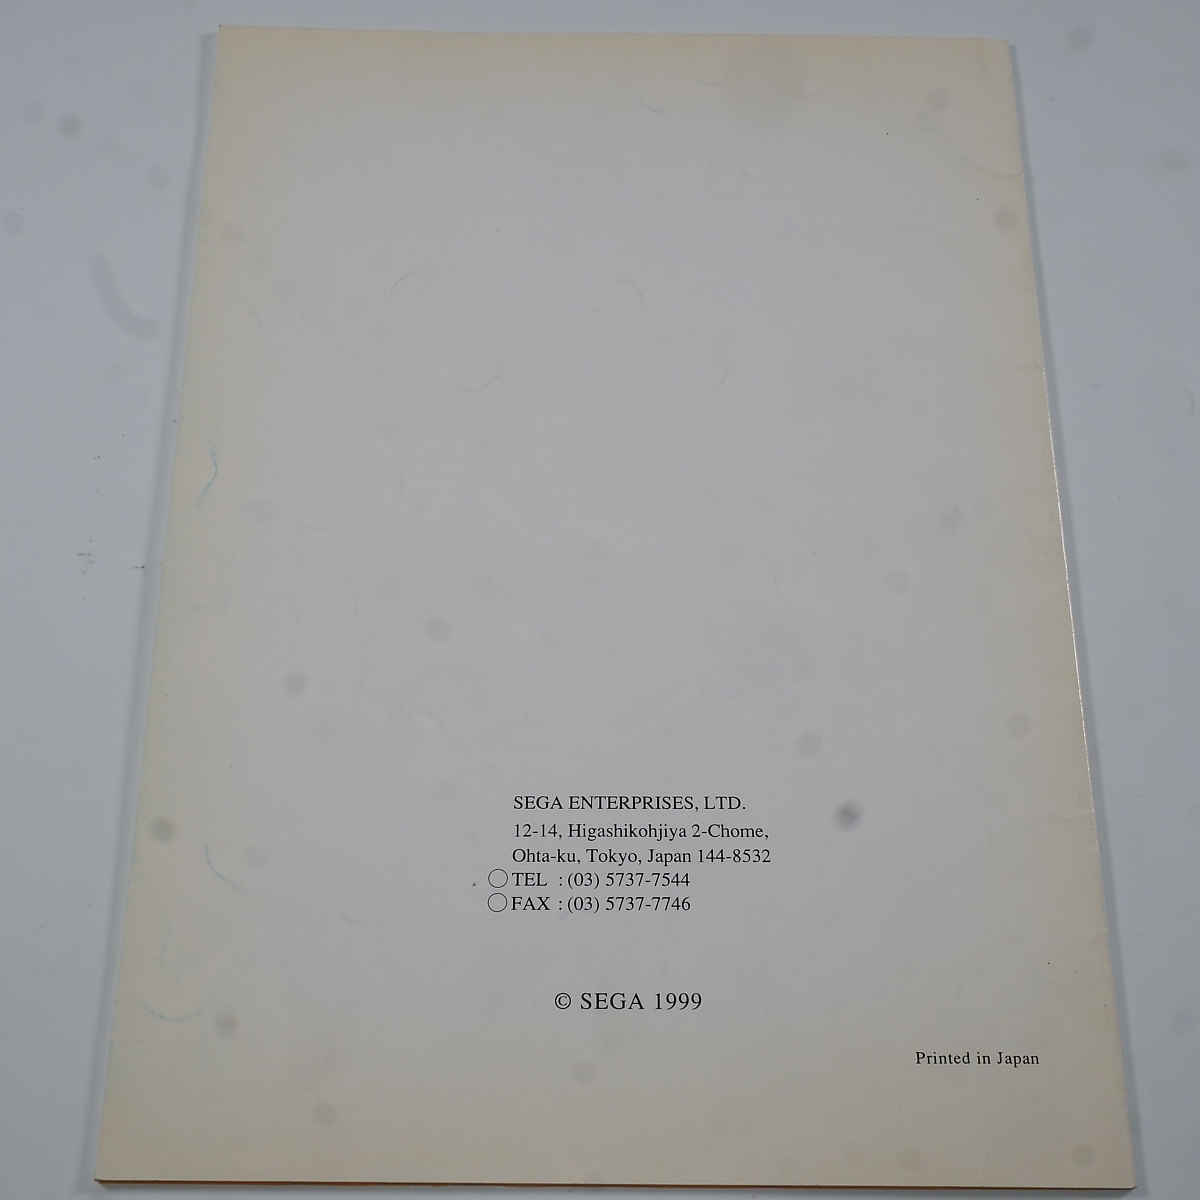 SEGA ENTERPRISES, LTD.
12-14, Higashikohjiya 2-Chome,
Ohta-ku, Tokyo, Japan 144-8532
◯TEL : (03) 5737-7544
◯FAX : (03) 5737-7746
© SEGA 1999
Printed in Japan